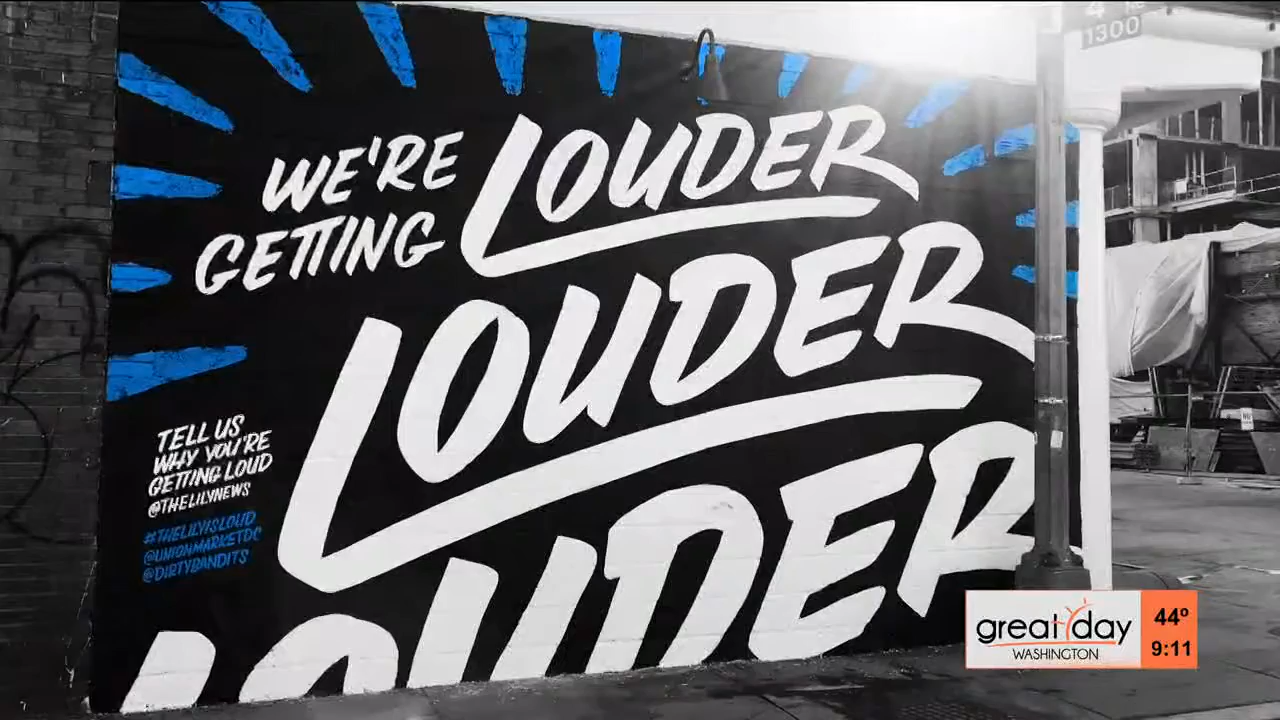 WE'RE
GETTING LOUDER
LOUDER
LOUDER
TELL US
WHY YOU'RE
GETTING LOUD
@THELILYNEWS
#THELILYISLOUD
@UNIONMARKETDC
@DIRTYBANDITS
1300
great day
WASHINGTON
44º
9:11